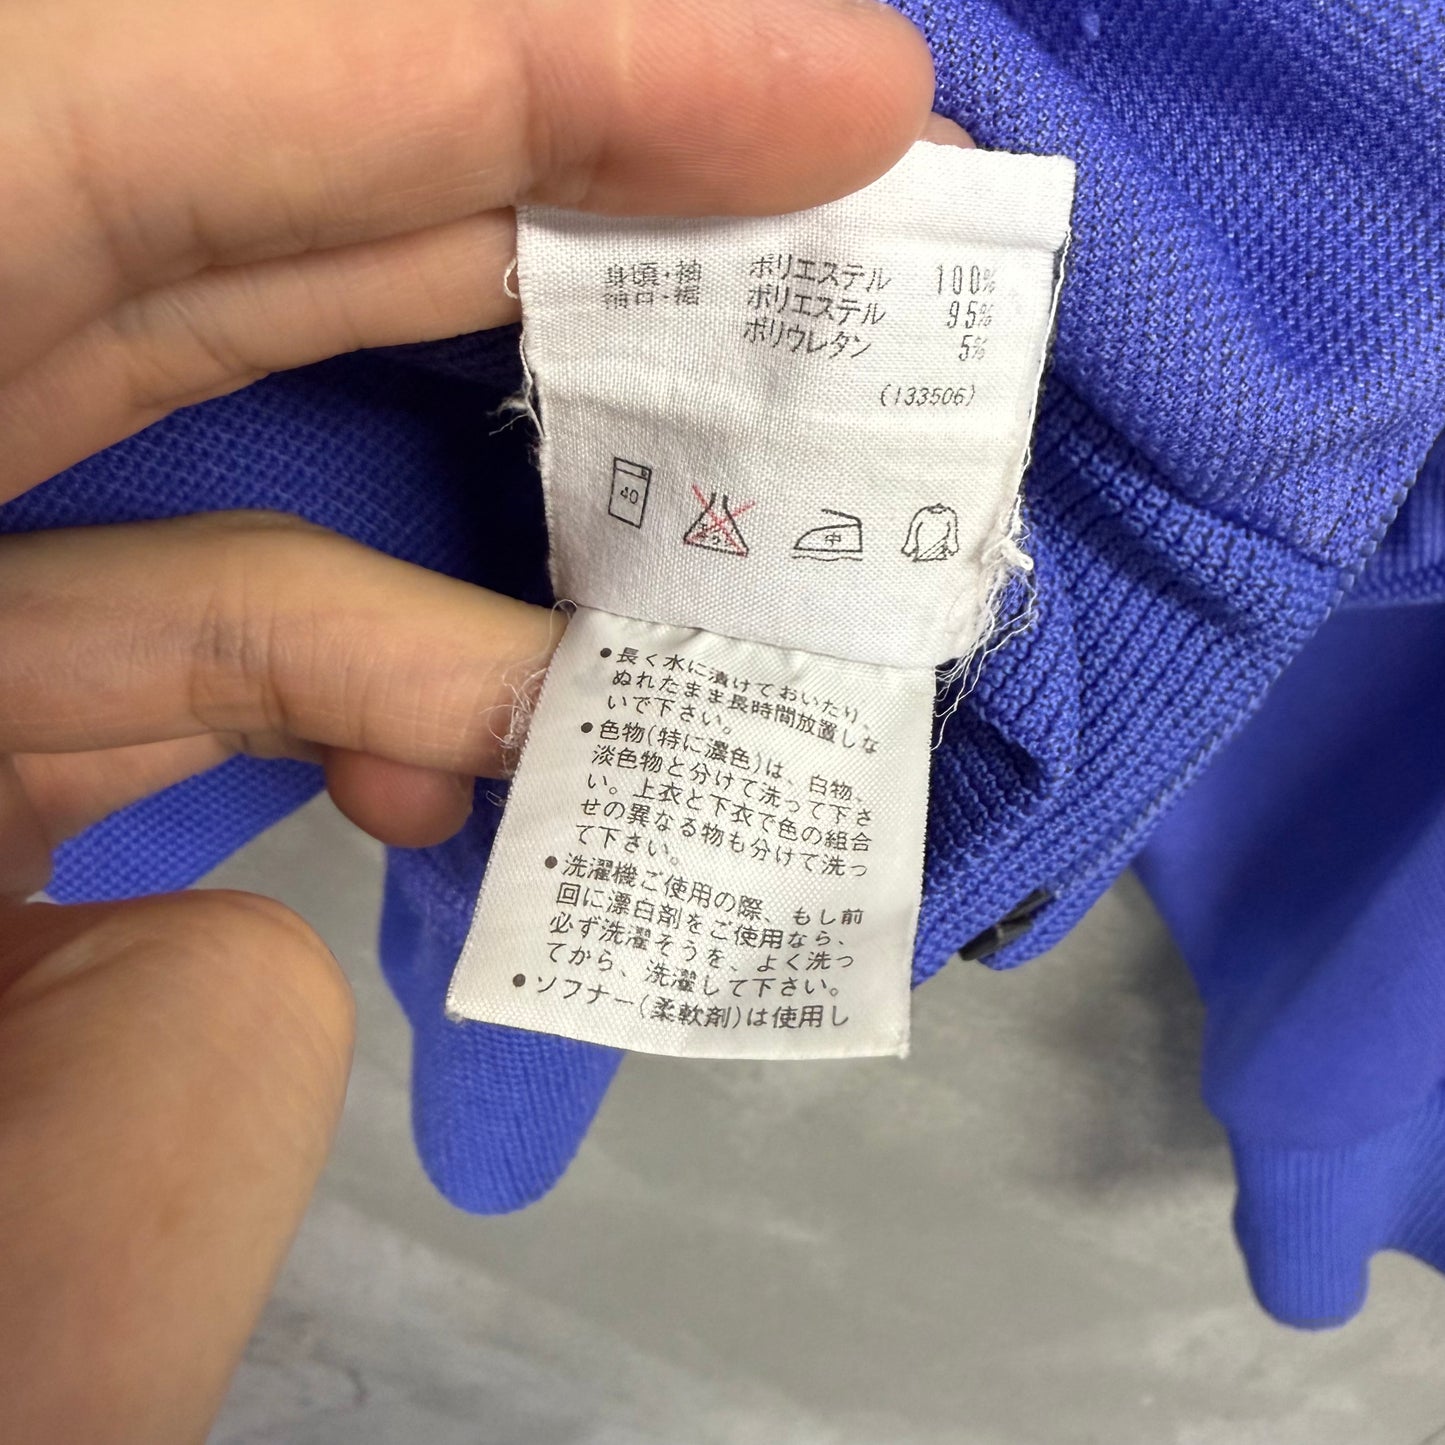 身頃・袖 ポリエステル 100%
袖口・裾 ポリエステル 95%
ポリウレタン 5%
(133506)
40
中
●長く水に漬けておいたり、
ぬれたまま長時間放置しな
いで下さい。
●色物(特に濃色)は、白物、
淡色物と分けて洗って下さ
い。上衣と下衣で色の組合
せの異なる物も分けて洗っ
て下さい。
●洗濯機ご使用の際、もし前
回に漂白剤をご使用なら、
必ず洗濯そうを、よく洗っ
てから、洗濯して下さい。
●ソフナー(柔軟剤)は使用し